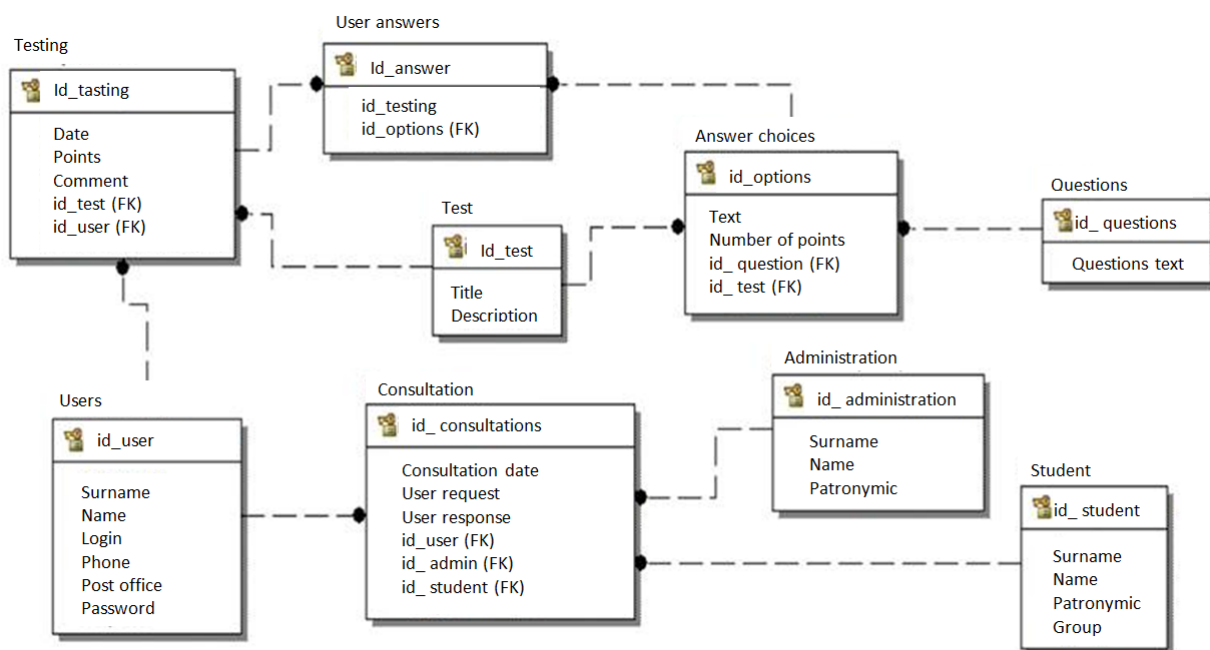 User answers
Id_answer
id_testing
id_options (FK)
Testing
Id_tasting
Date
Points
Comment
id_test (FK)
id_user (FK)
Answer choices
id_options
Text
Number of points
id_ question (FK)
id_ test (FK)
Questions
id_ questions
Questions text
Test
Id_test
Title
Description
Users
id_user
Surname
Name
Login
Phone
Post office
Password
Consultation
id_ consultations
Consultation date
User request
User response
id_user (FK)
id_ admin (FK)
id_ student (FK)
Administration
id_ administration
Surname
Name
Patronymic
Student
id_ student
Surname
Name
Patronymic
Group